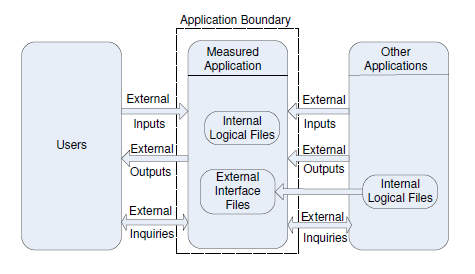 Application Boundary
Measured
Application
Other
Applications
Users
External
Inputs
External
Outputs
External
Inquiries
Internal
Logical Files
External
Interface
Files
External
Inputs
External
Outputs
Internal
Logical Files
External
Inquiries